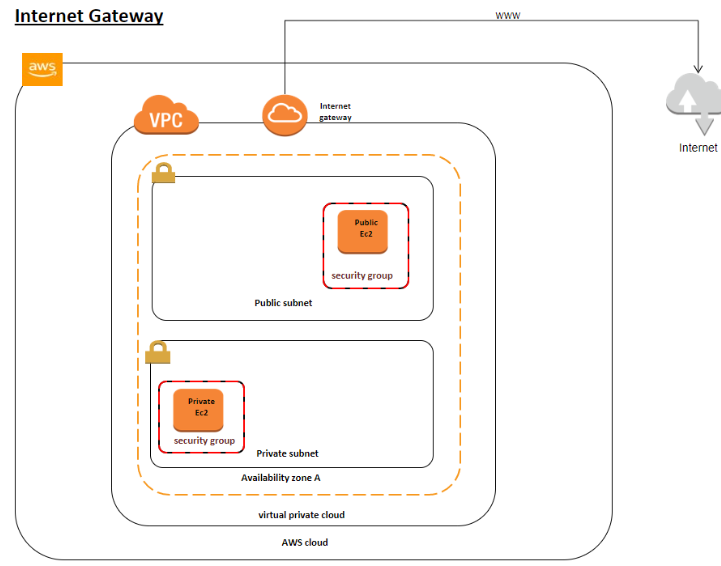 Internet Gateway
WWW
aws
VPC
Internet
gateway
Internet
Public
Ec2
security group
Public subnet
Private
Ec2
security group
Private subnet
Availability zone A
virtual private cloud
AWS cloud